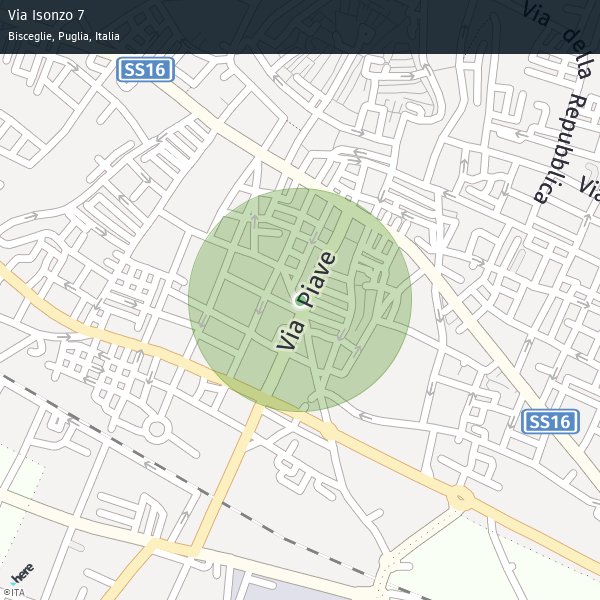 Via Isonzo 7
Bisceglie, Puglia, Italia
SS16
Via della Repubblica
Via
Via Piave
SS16
here
©ITA